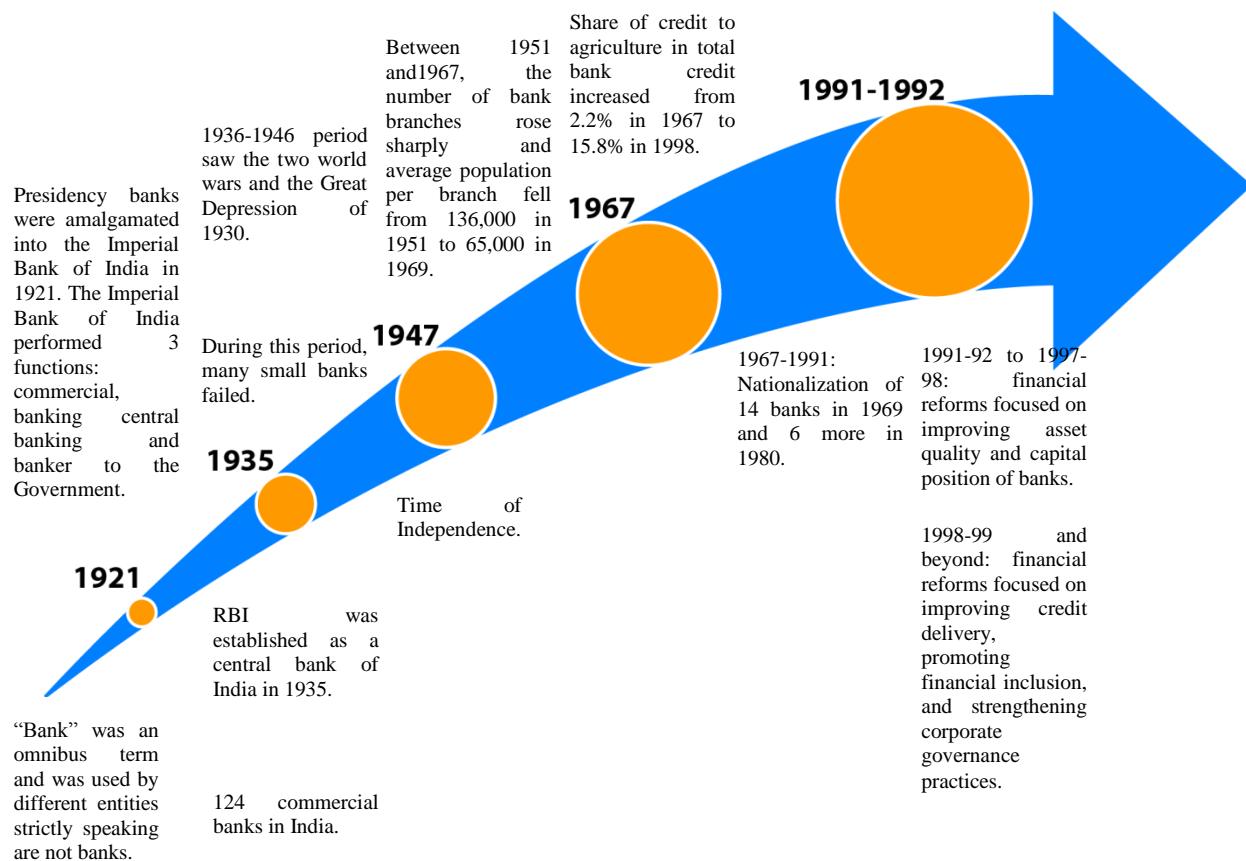 Presidency banks
were amalgamated
into the Imperial
Bank of India in
1921. The Imperial
Bank of India
performed 3
functions:
commercial,
banking central
banking and
banker to the
Government.
1921
“Bank” was an
omnibus term
and was used by
different entities
strictly speaking
are not banks.
1936-1946 period
saw the two world
wars and the Great
Depression of
1930.
During this period,
many small banks
failed.
1935
RBI was
established as a
central bank of
India in 1935.
124 commercial
banks in India.
Between 1951
and1967, the
number of bank
branches rose
sharply and
average population
per branch fell
from 136,000 in
1951 to 65,000 in
1969.
1947
Time of
Independence.
Share of credit to
agriculture in total
bank credit
increased from
2.2% in 1967 to
15.8% in 1998.
1967
1967-1991:
Nationalization of
14 banks in 1969
and 6 more in
1980.
1991-1992
1991-92 to 1997-
98: financial
reforms focused on
improving asset
quality and capital
position of banks.
1998-99 and
beyond: financial
reforms focused on
improving credit
delivery,
promoting
financial inclusion,
and strengthening
corporate
governance
practices.